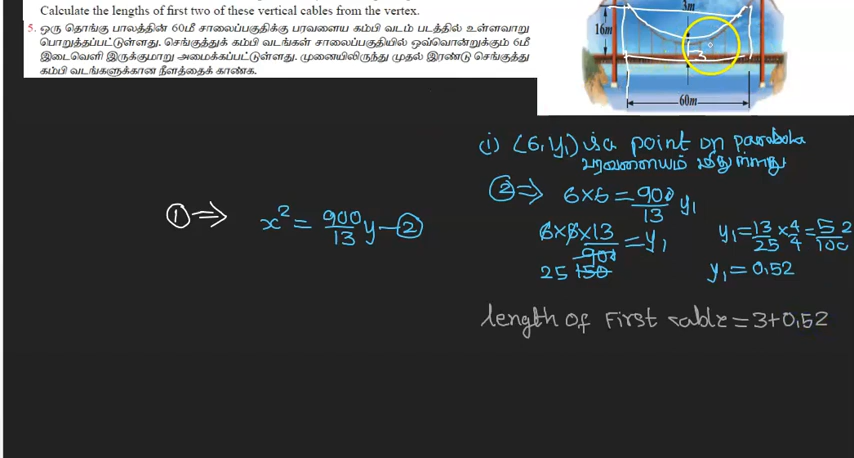 Calculate the lengths of first two of these vertical cables from the vertex.
5. ஒரு தொங்கு பாலத்தின் 60மீ சாலைப்பகுதிக்கு பரவளைய கம்பி வடம் படத்தில் உள்ளவாறு
பொறுத்தப்பட்டுள்ளது. செங்குத்துக் கம்பி வடங்கள் சாலைப்பகுதியில் ஒவ்வொன்றுக்கும் 6மீ
இடைவெளி இருக்குமாறு அமைக்கப்பட்டுள்ளது. முனையிலிருந்து முதல் இரண்டு செங்குத்து
கம்பி வடங்களுக்கான நீளத்தைக் காண்க.
3m
16m
3
60m
(i) (6, y₁) is a point on parabola
பரவளையம் மீதுள்ளது
② ⇒ 6×6 = 900/13 y₁
6×6×13/900 = y₁
25 150
y₁ = 13/25 × 4/4 = 52/100
y₁ = 0.52
① ⇒ x² = 900/13 y — ②
length of First cable = 3+0.52